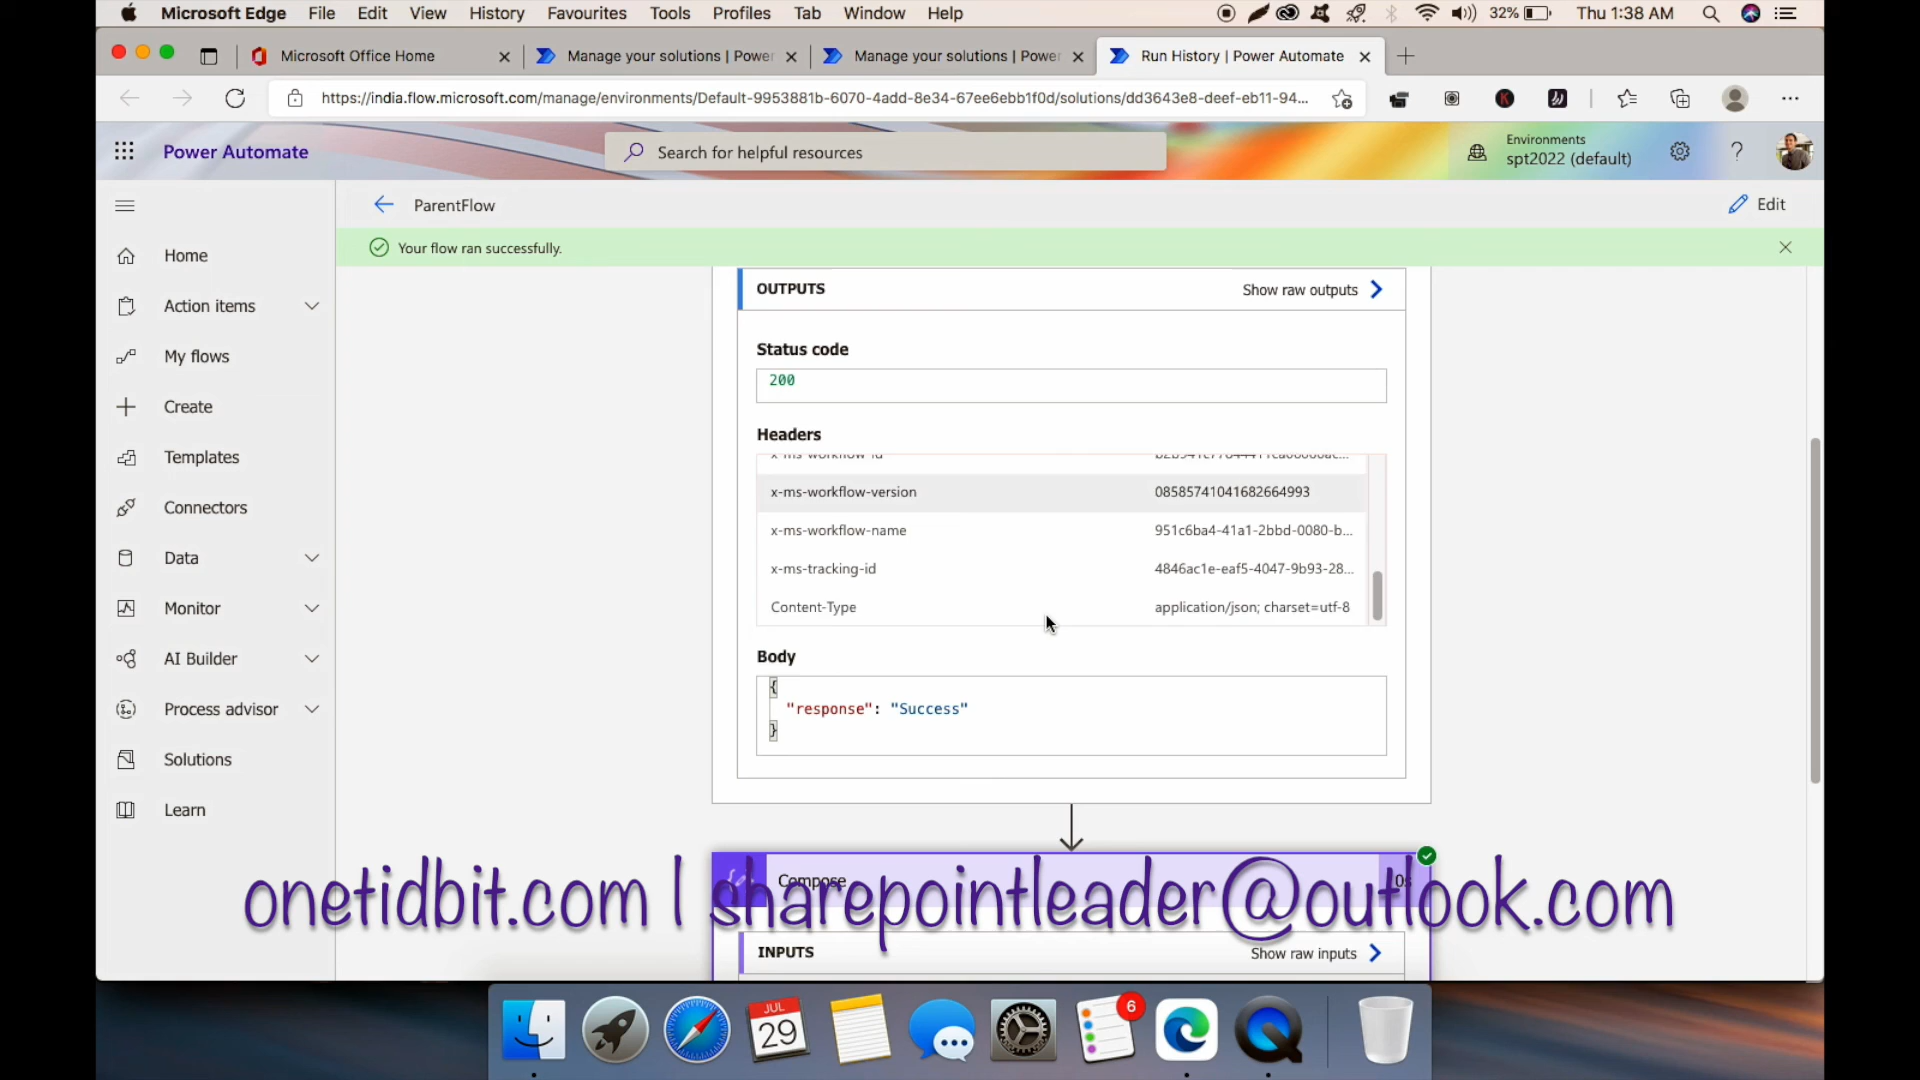 Microsoft Edge File Edit View History Favourites Tools Profiles Tab Window Help 32% Thu 1:38 AM
Microsoft Office Home Manage your solutions | Power Manage your solutions | Power Run History | Power Automate
https://india.flow.microsoft.com/manage/environments/Default-9953881b-6070-4add-8e34-67ee6ebb1f0d/solutions/dd3643e8-deef-eb11-94...
Power Automate
Search for helpful resources
Environments
spt2022 (default)
ParentFlow
Edit
Your flow ran successfully.
Home
Action items
My flows
Create
Templates
Connectors
Data
Monitor
AI Builder
Process advisor
Solutions
Learn
OUTPUTS
Show raw outputs
Status code
200
Headers
x-ms-workflow-id
x-ms-workflow-version 08585741041682664993
x-ms-workflow-name 951c6ba4-41a1-2bbd-0080-b...
x-ms-tracking-id 4846ac1e-eaf5-4047-9b93-28...
Content-Type application/json; charset=utf-8
Body
{
"response": "Success"
}
Compose
0s
onetidbit.com | sharepointleader@outlook.com
INPUTS
Show raw inputs
JUL
29
6